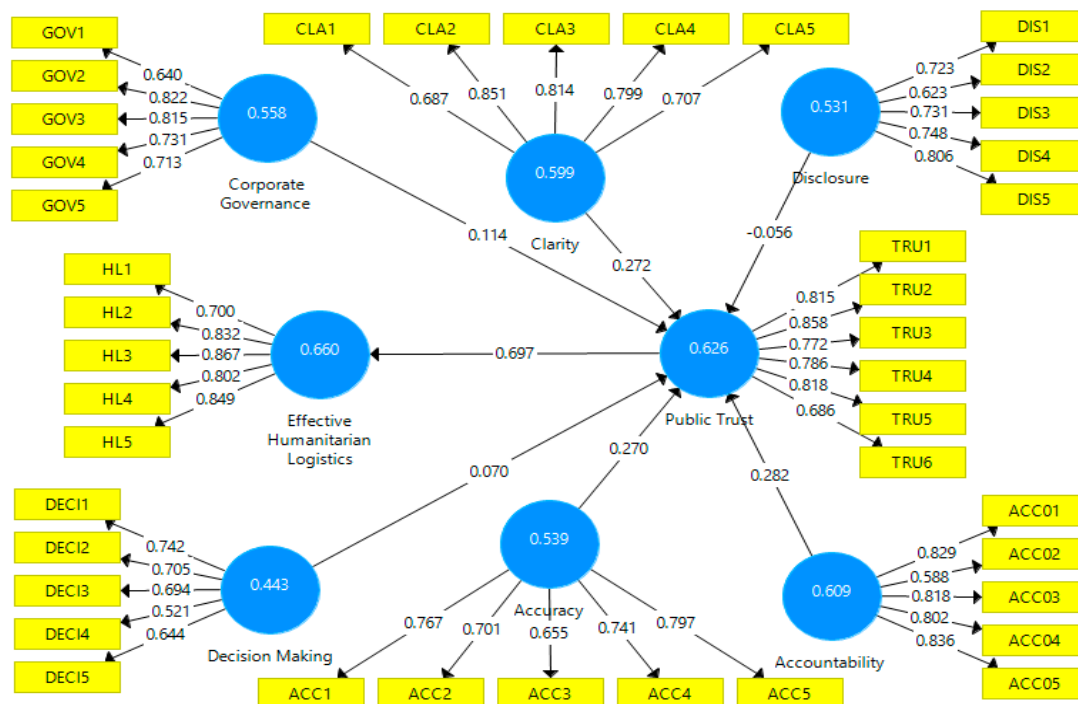 GOV1
GOV2
GOV3
GOV4
GOV5
0.640
0.822
0.815
0.731
0.713
0.558
Corporate
Governance
CLA1
CLA2
CLA3
CLA4
CLA5
0.687
0.851
0.814
0.799
0.707
0.599
Clarity
DIS1
DIS2
DIS3
DIS4
DIS5
0.723
0.623
0.731
0.748
0.806
0.531
Disclosure
0.114
0.272
-0.056
HL1
HL2
HL3
HL4
HL5
0.700
0.832
0.867
0.802
0.849
0.660
Effective
Humanitarian
Logistics
0.697
0.626
Public Trust
TRU1
TRU2
TRU3
TRU4
TRU5
TRU6
0.815
0.858
0.772
0.786
0.818
0.686
0.070
0.270
0.282
DECI1
DECI2
DECI3
DECI4
DECI5
0.742
0.705
0.694
0.521
0.644
0.443
Decision Making
0.539
Accuracy
0.767
0.701
0.655
0.741
0.797
ACC1
ACC2
ACC3
ACC4
ACC5
0.609
Accountability
0.829
0.588
0.818
0.802
0.836
ACC01
ACC02
ACC03
ACC04
ACC05